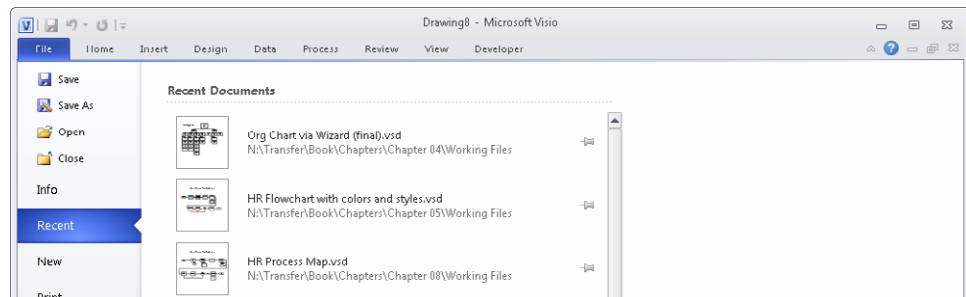 Drawing8 - Microsoft Visio
File Home Insert Design Data Process Review View Developer
Save
Save As
Open
Close
Info
Recent
New
Print
Recent Documents
Org Chart via Wizard (final).vsd
N:\Transfer\Book\Chapters\Chapter 04\Working Files
HR Flowchart with colors and styles.vsd
N:\Transfer\Book\Chapters\Chapter 05\Working Files
HR Process Map.vsd
N:\Transfer\Book\Chapters\Chapter 08\Working Files